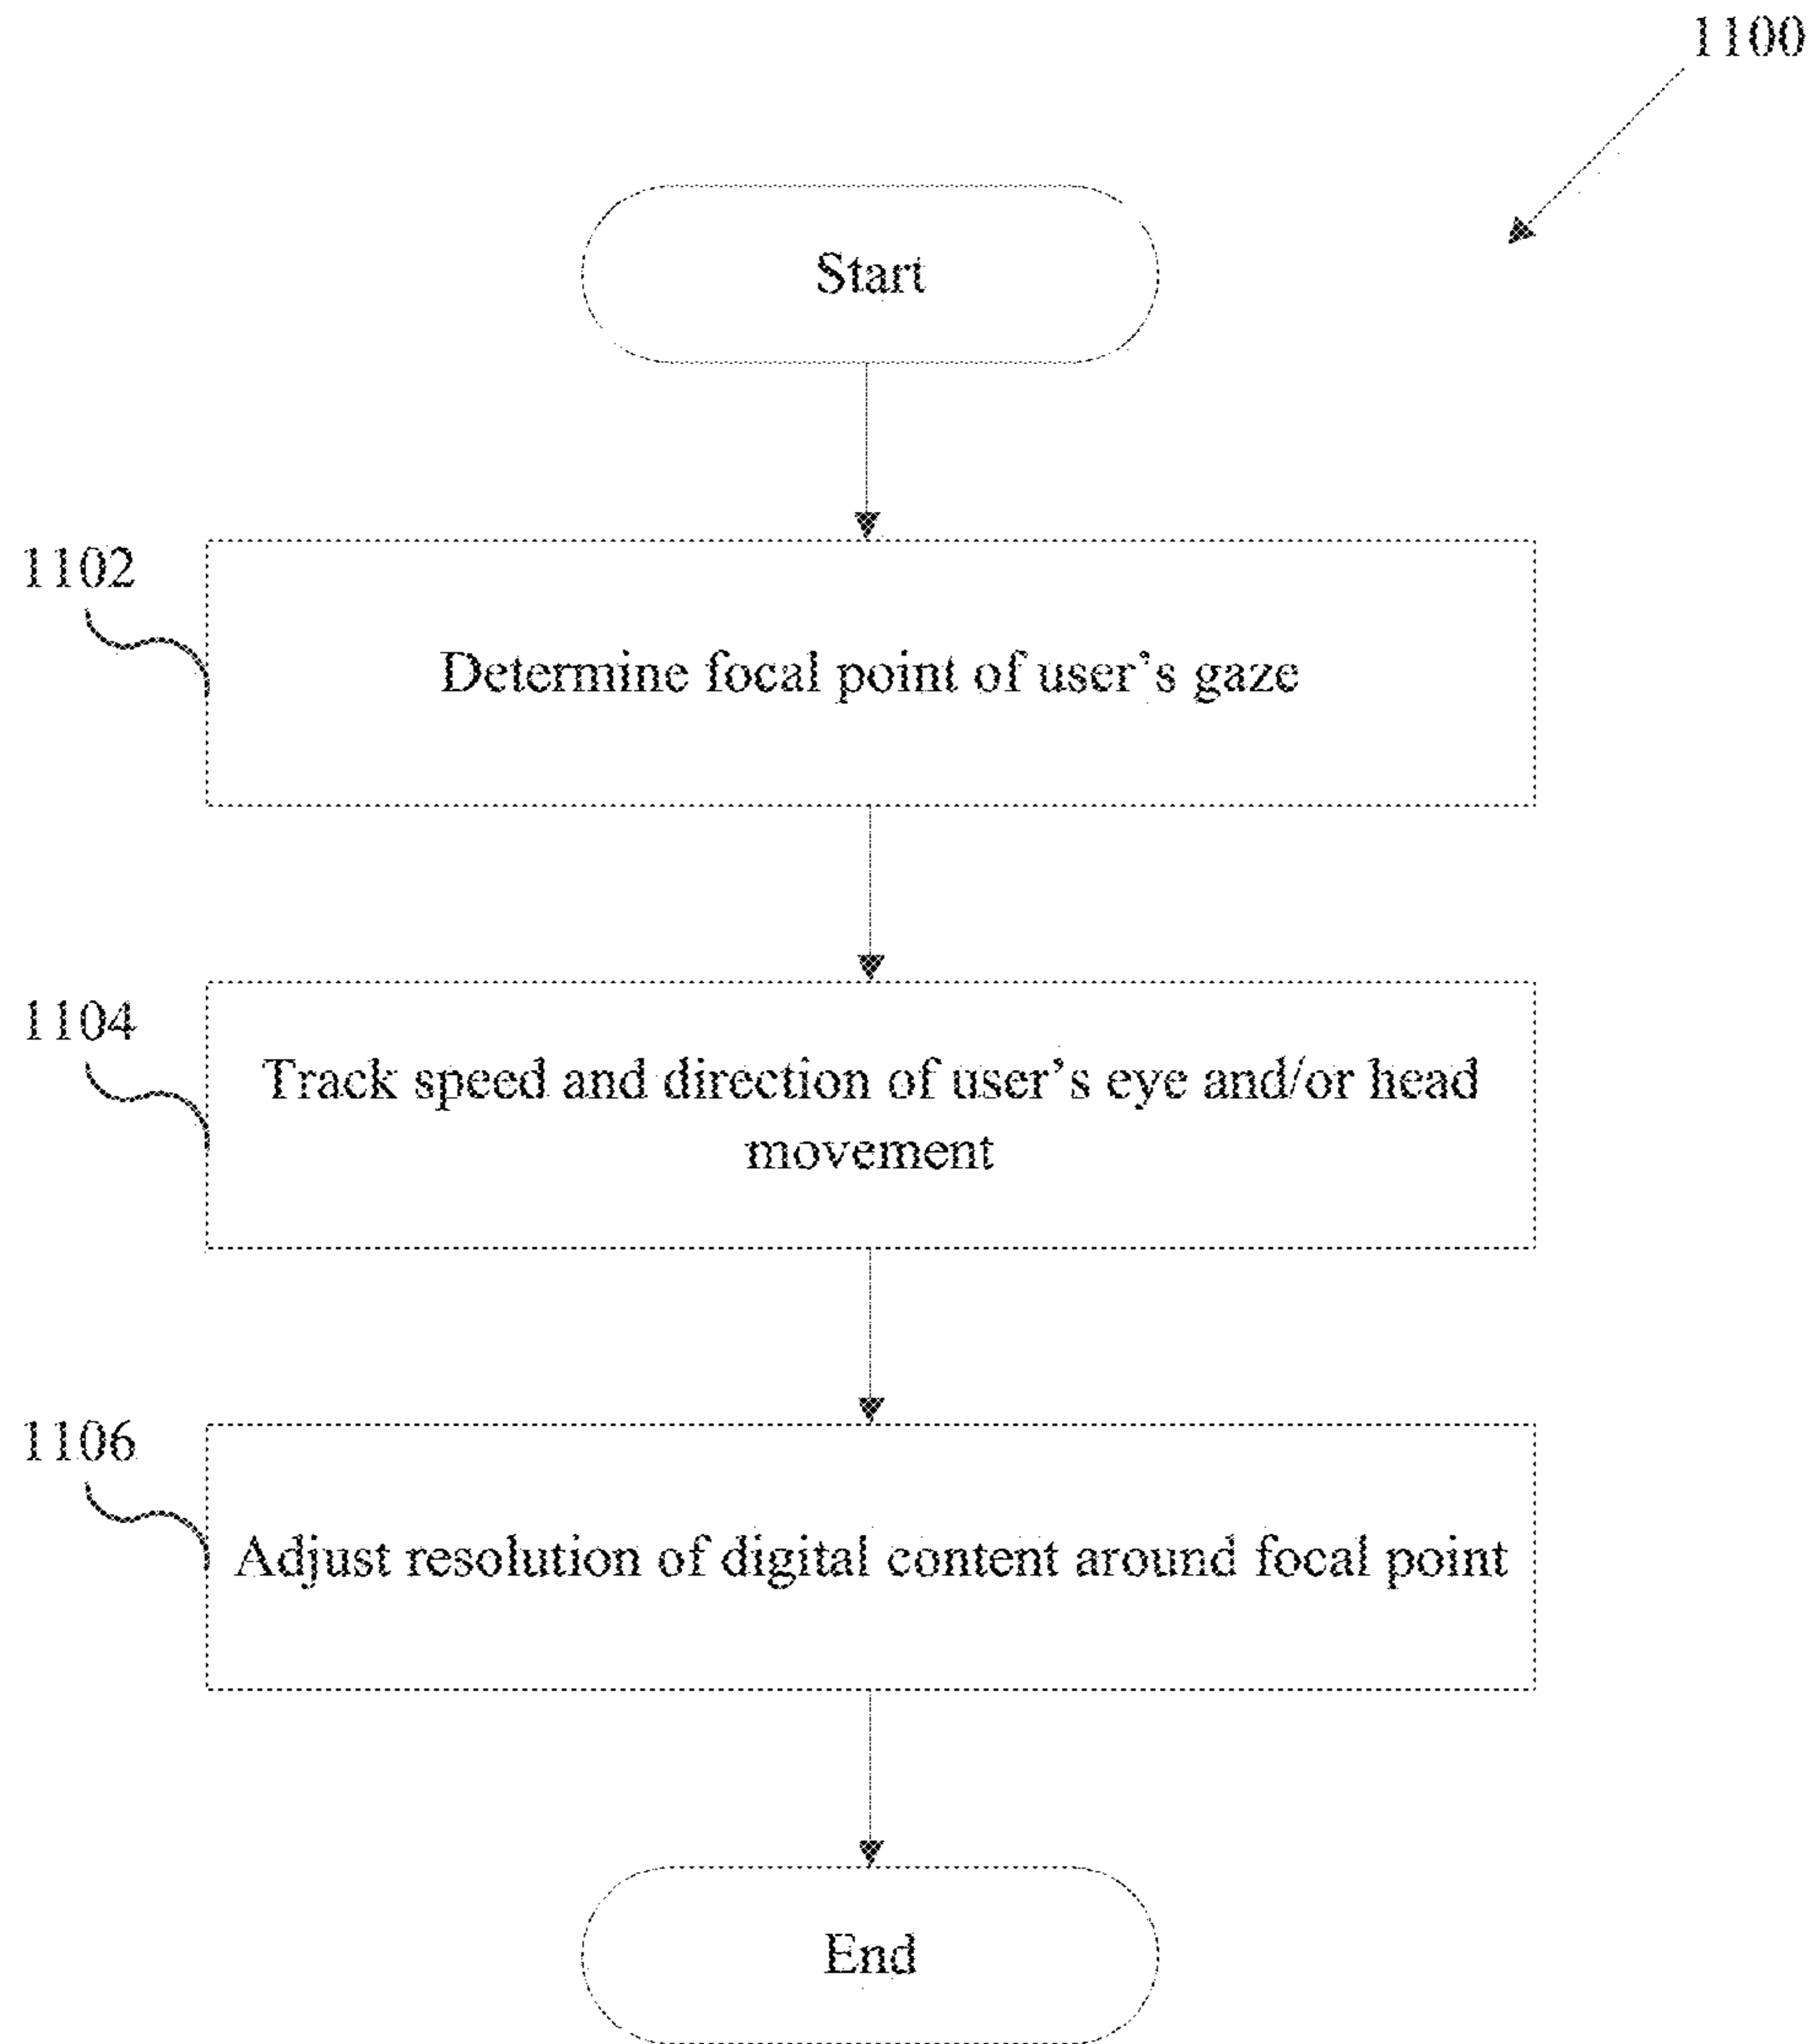 1100
Start
1102
Determine focal point of user’s gaze
1104
Track speed and direction of user’s eye and/or head
movement
1106
Adjust resolution of digital content around focal point
End